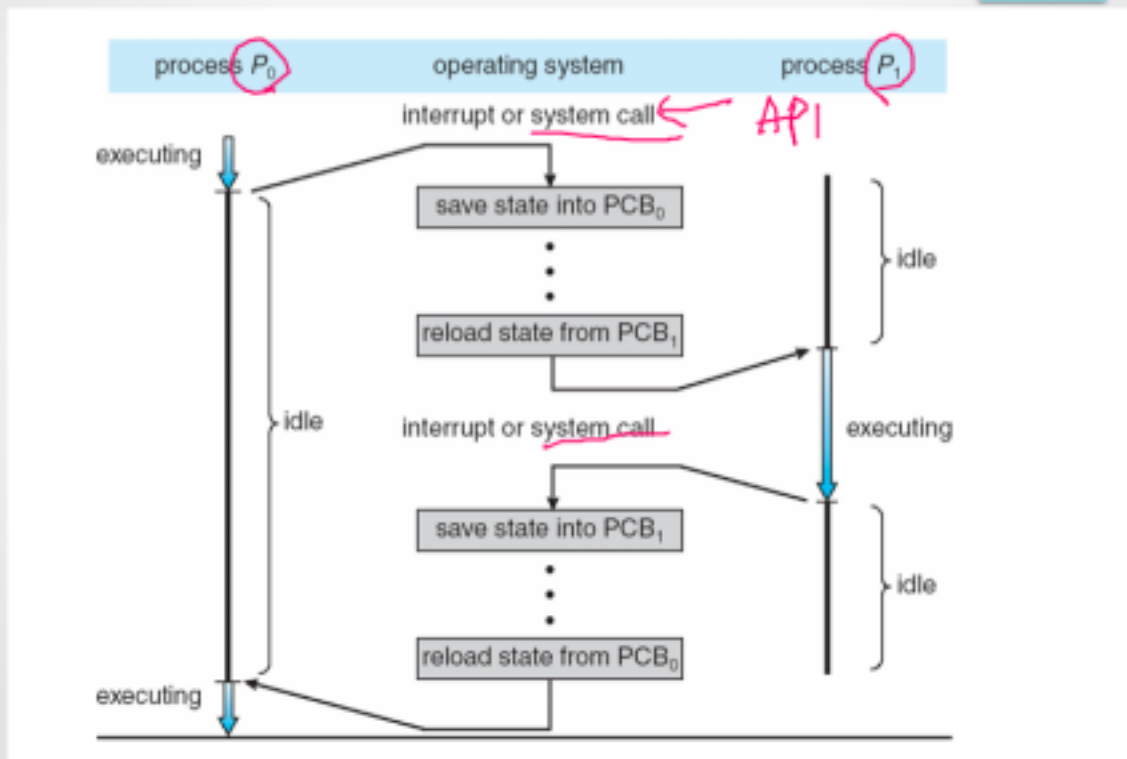 process P₀ operating system process P₁
interrupt or system call API
executing
save state into PCB₀
idle
reload state from PCB₁
idle
interrupt or system call
executing
save state into PCB₁
idle
reload state from PCB₀
executing